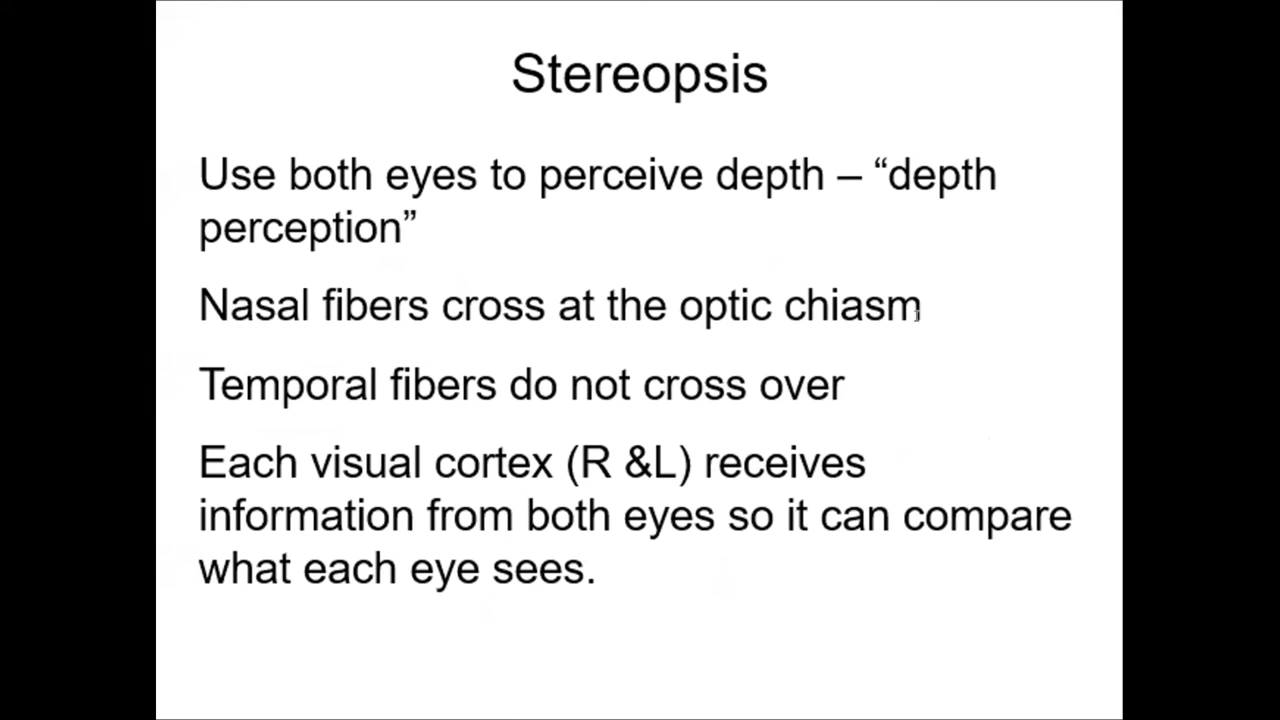 Stereopsis
Use both eyes to perceive depth – “depth
perception”
Nasal fibers cross at the optic chiasm
Temporal fibers do not cross over
Each visual cortex (R &L) receives
information from both eyes so it can compare
what each eye sees.